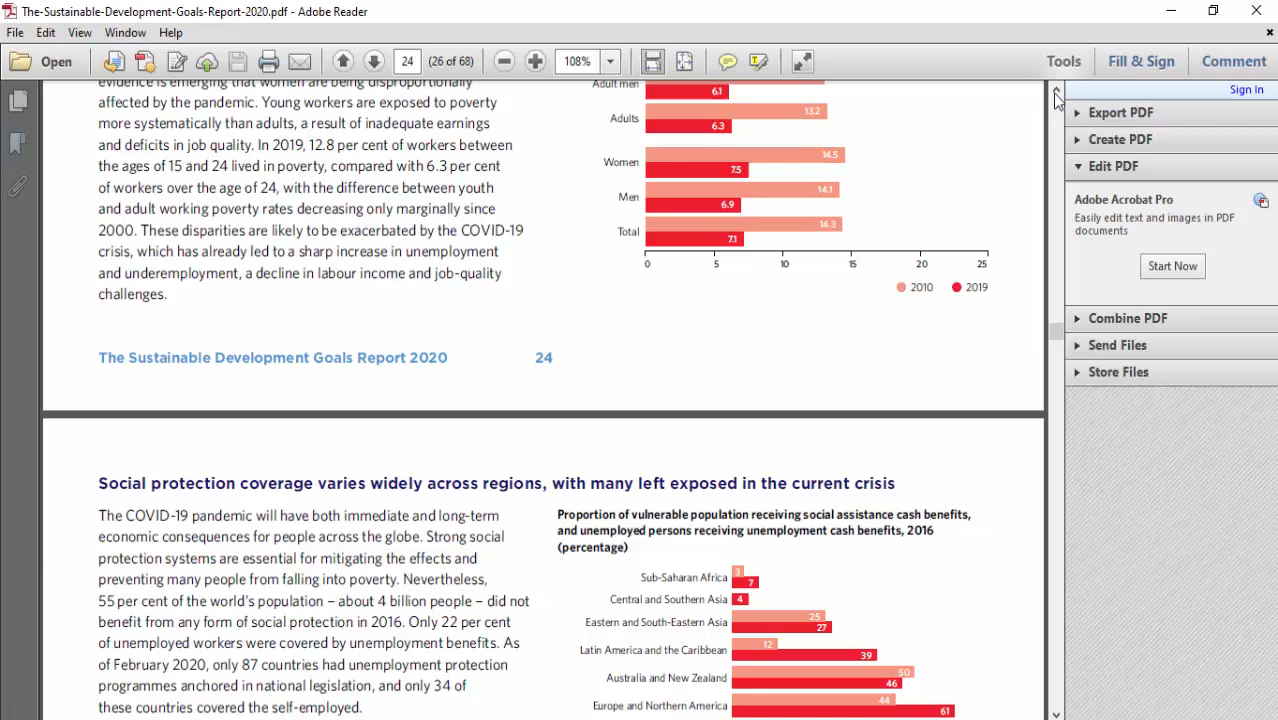 The-Sustainable-Development-Goals-Report-2020.pdf - Adobe Reader
File Edit View Window Help
Open 24 (26 of 68) 108% Tools Fill & Sign Comment
Sign In
Export PDF
Create PDF
Edit PDF
Adobe Acrobat Pro
Easily edit text and images in PDF
documents
Start Now
Combine PDF
Send Files
Store Files
evidence is emerging that women are being disproportionally
affected by the pandemic. Young workers are exposed to poverty
more systematically than adults, a result of inadequate earnings
and deficits in job quality. In 2019, 12.8 per cent of workers between
the ages of 15 and 24 lived in poverty, compared with 6.3 per cent
of workers over the age of 24, with the difference between youth
and adult working poverty rates decreasing only marginally since
2000. These disparities are likely to be exacerbated by the COVID-19
crisis, which has already led to a sharp increase in unemployment
and underemployment, a decline in labour income and job-quality
challenges.
Adult men 6.1
Adults 13.2
6.3
Women 14.5
7.5
Men 14.1
6.9
Total 14.3
7.1
0 5 10 15 20 25
2010 2019
The Sustainable Development Goals Report 2020 24
Social protection coverage varies widely across regions, with many left exposed in the current crisis
The COVID-19 pandemic will have both immediate and long-term
economic consequences for people across the globe. Strong social
protection systems are essential for mitigating the effects and
preventing many people from falling into poverty. Nevertheless,
55 per cent of the world's population – about 4 billion people – did not
benefit from any form of social protection in 2016. Only 22 per cent
of unemployed workers were covered by unemployment benefits. As
of February 2020, only 87 countries had unemployment protection
programmes anchored in national legislation, and only 34 of
these countries covered the self-employed.
Proportion of vulnerable population receiving social assistance cash benefits,
and unemployed persons receiving unemployment cash benefits, 2016
(percentage)
Sub-Saharan Africa 3
7
Central and Southern Asia 4
Eastern and South-Eastern Asia 25
27
Latin America and the Caribbean 12
39
Australia and New Zealand 50
46
Europe and Northern America 44
61